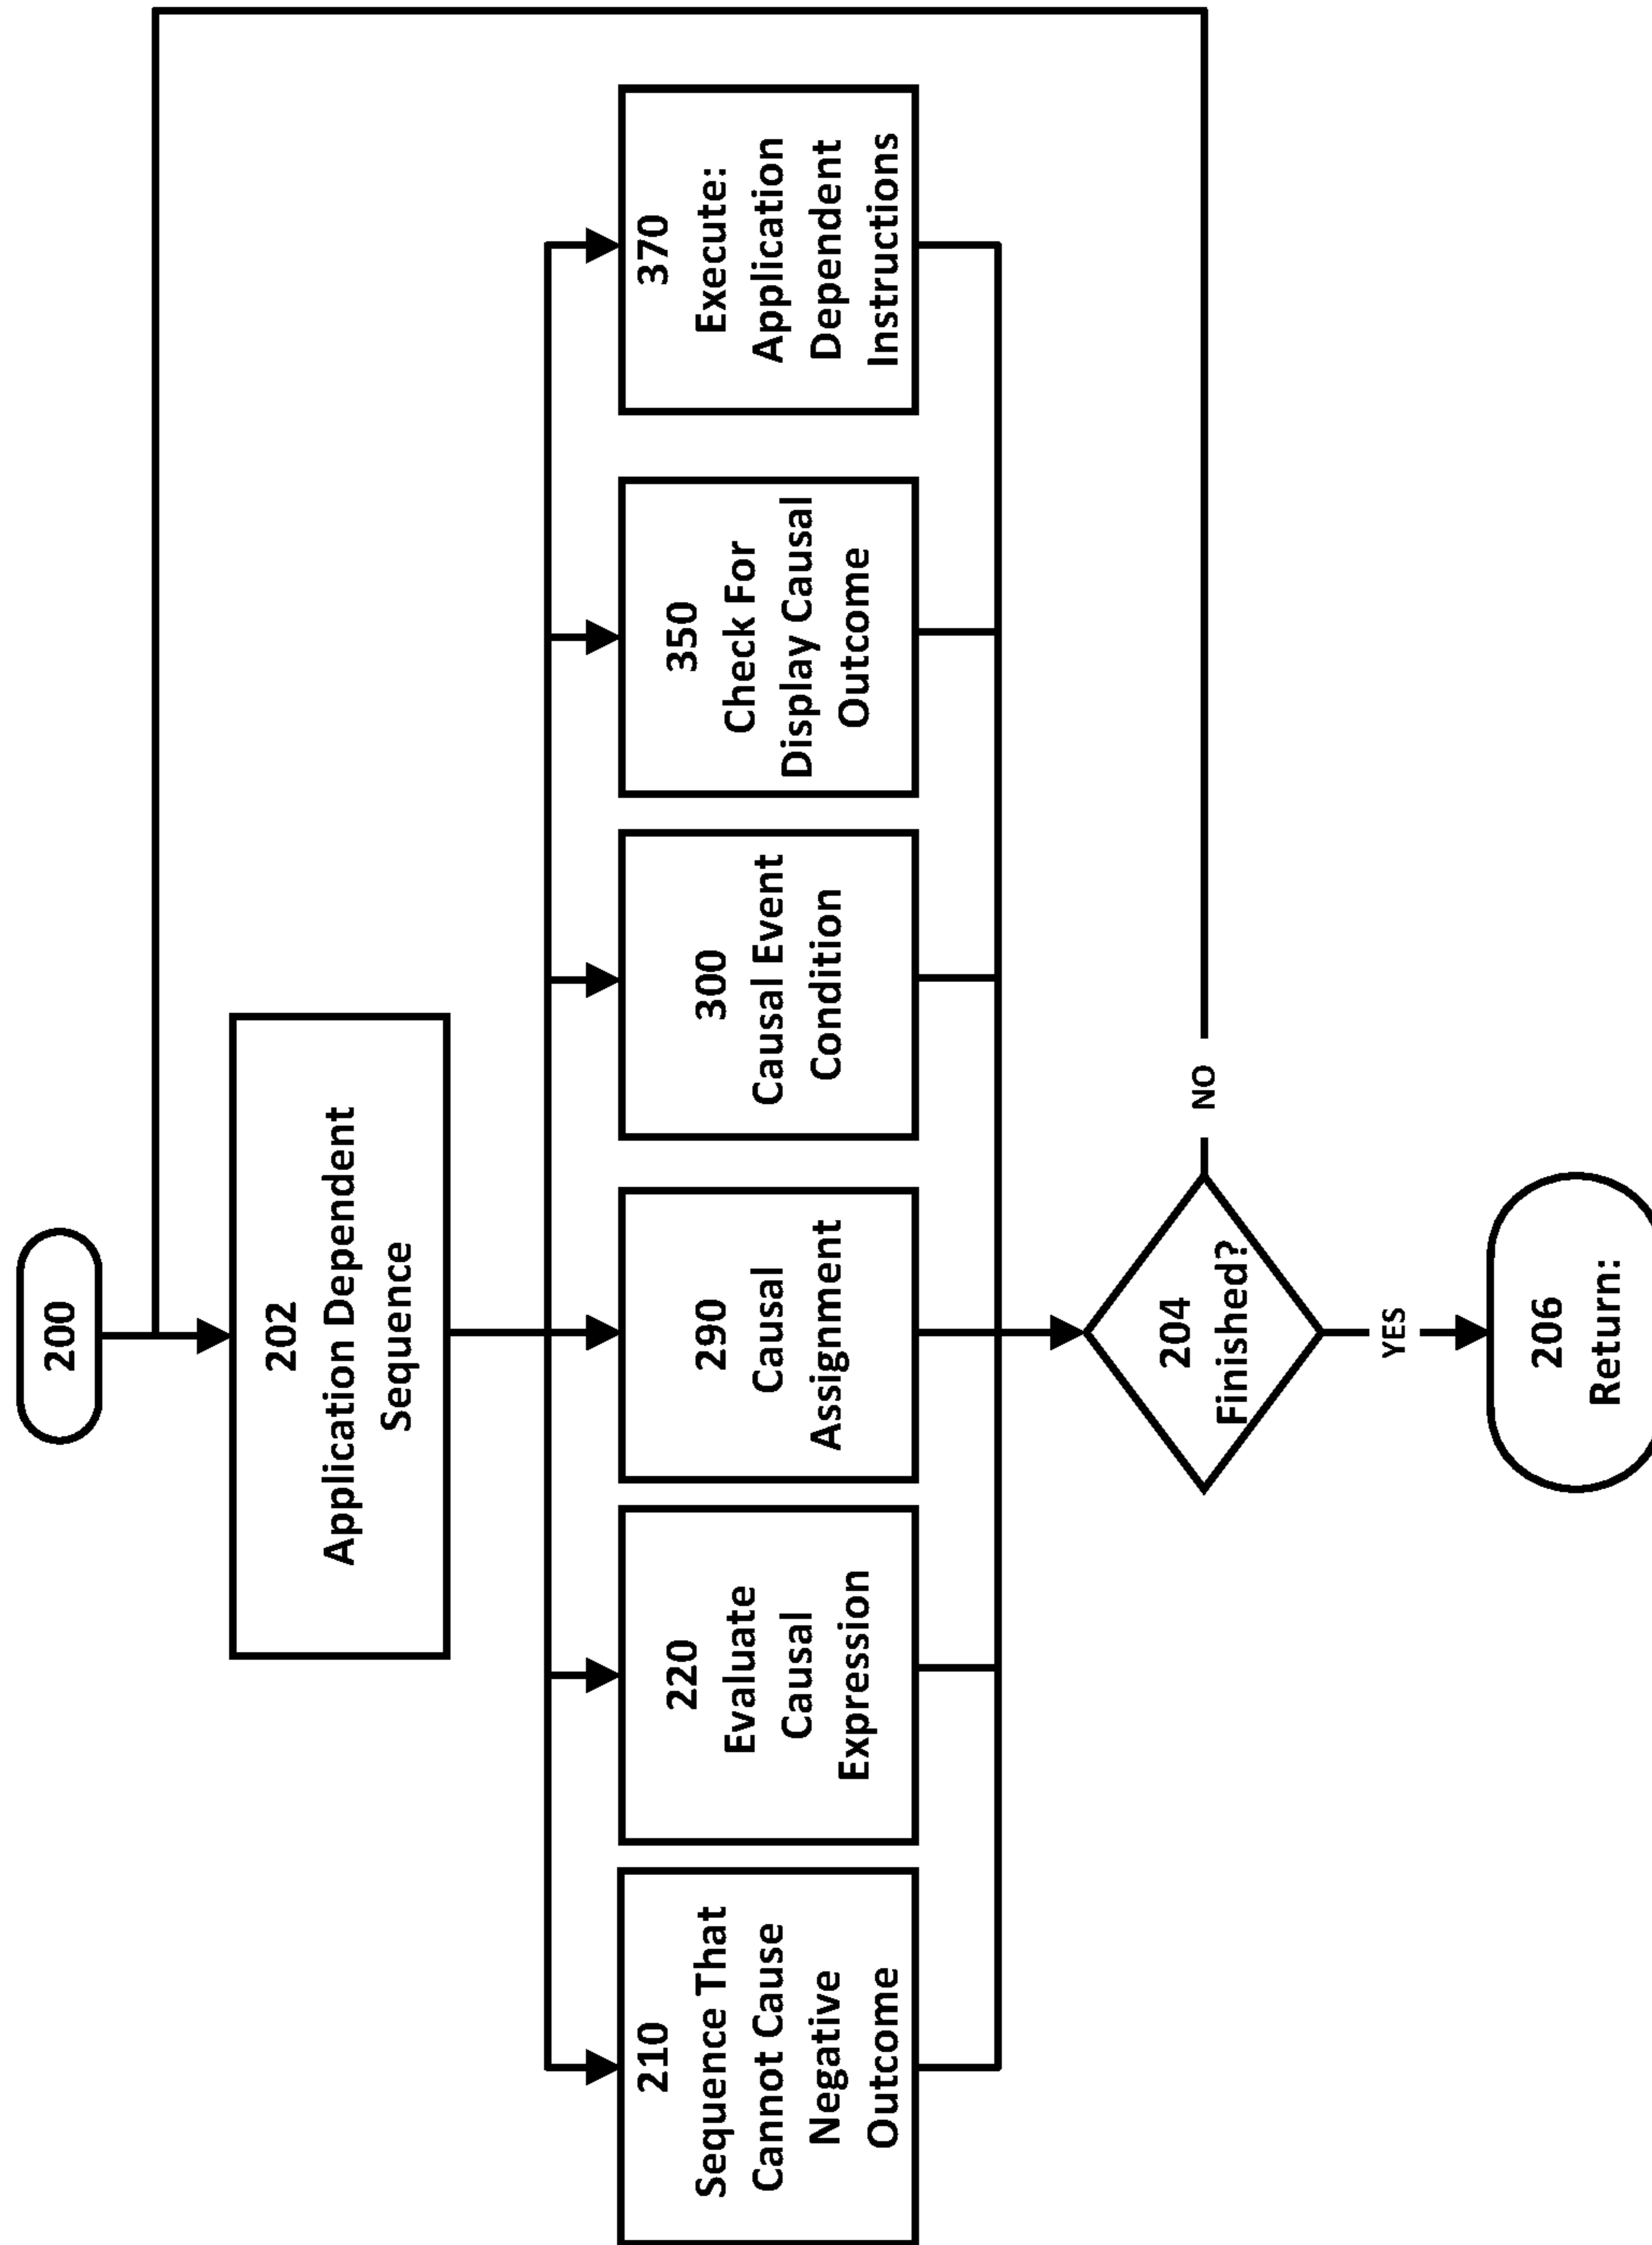 200
202
Application Dependent
Sequence
210
Sequence That
Cannot Cause
Negative
Outcome
220
Evaluate
Causal
Expression
290
Causal
Assignment
300
Causal Event
Condition
350
Check For
Display Causal
Outcome
370
Execute:
Application
Dependent
Instructions
204
Finished?
NO
YES
206
Return: